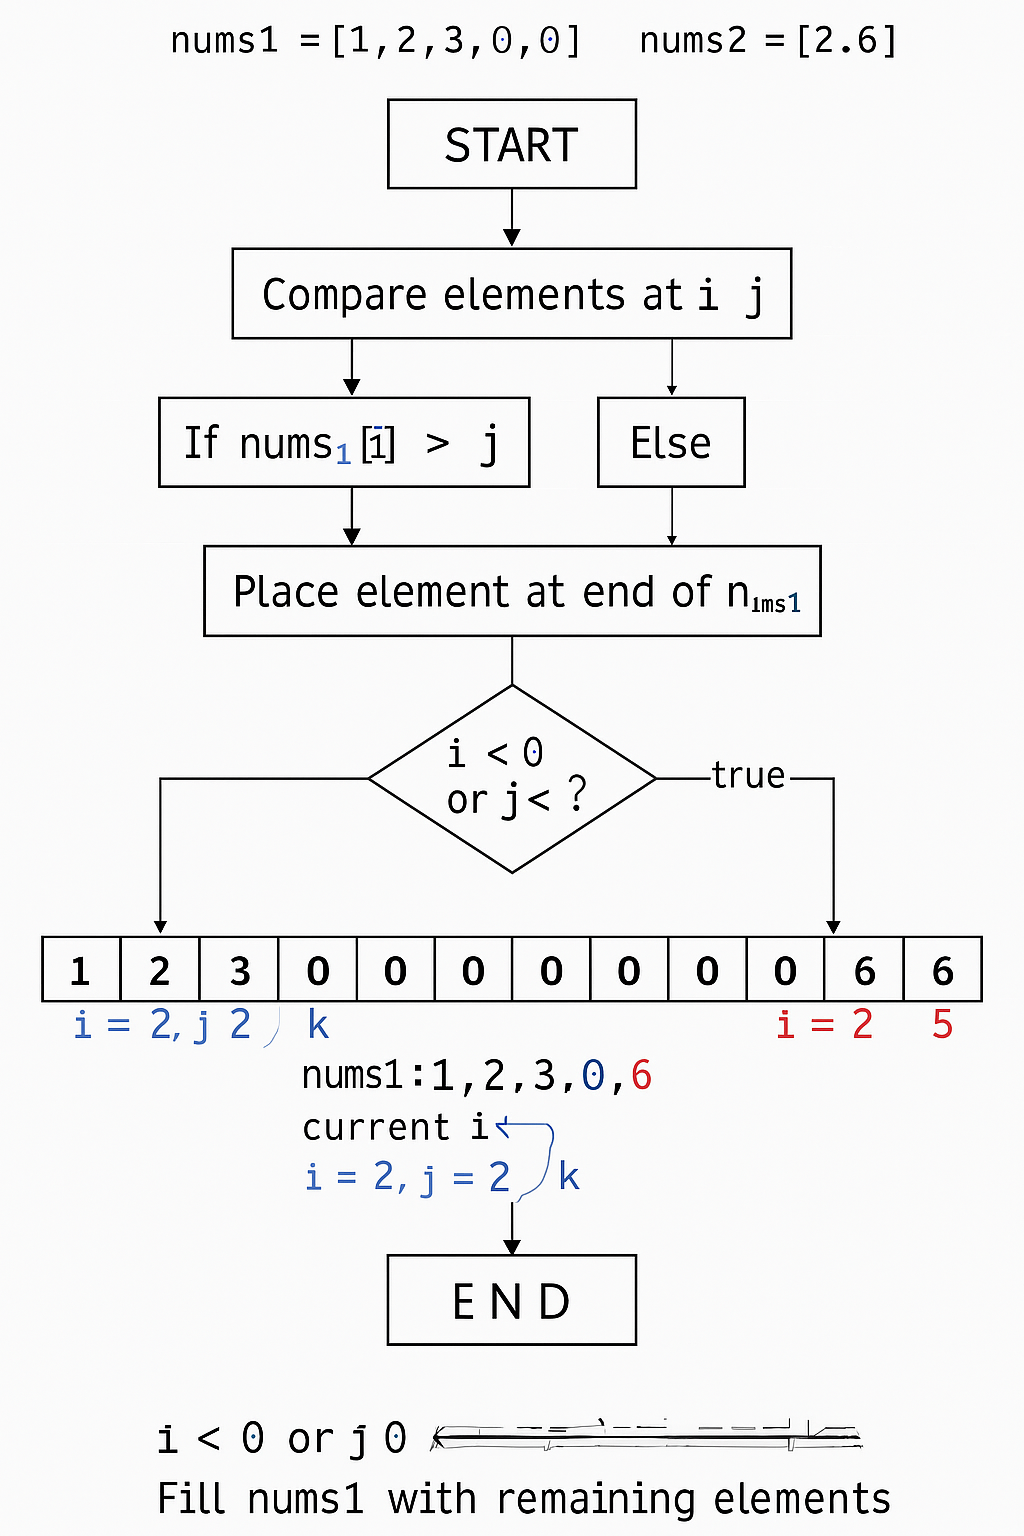 nums1 =[1,2,3,0,0] nums2 =[2.6]
START
Compare elements at i j
If nums1[1] > j
Else
Place element at end of n1ms1
i < 0
or j< ?
true
1 2 3 0 0 0 0 0 0 0 6 6
i = 2, j 2 k i = 2 5
nums1:1,2,3,0,6
current i
i = 2, j = 2 k
END
i < 0 or j 0
Fill nums1 with remaining elements